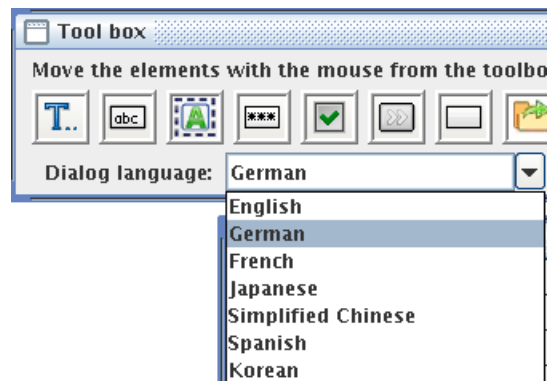 Tool box
Move the elements with the mouse from the toolbo
T.. abc A ***
Dialog language: German
English
German
French
Japanese
Simplified Chinese
Spanish
Korean